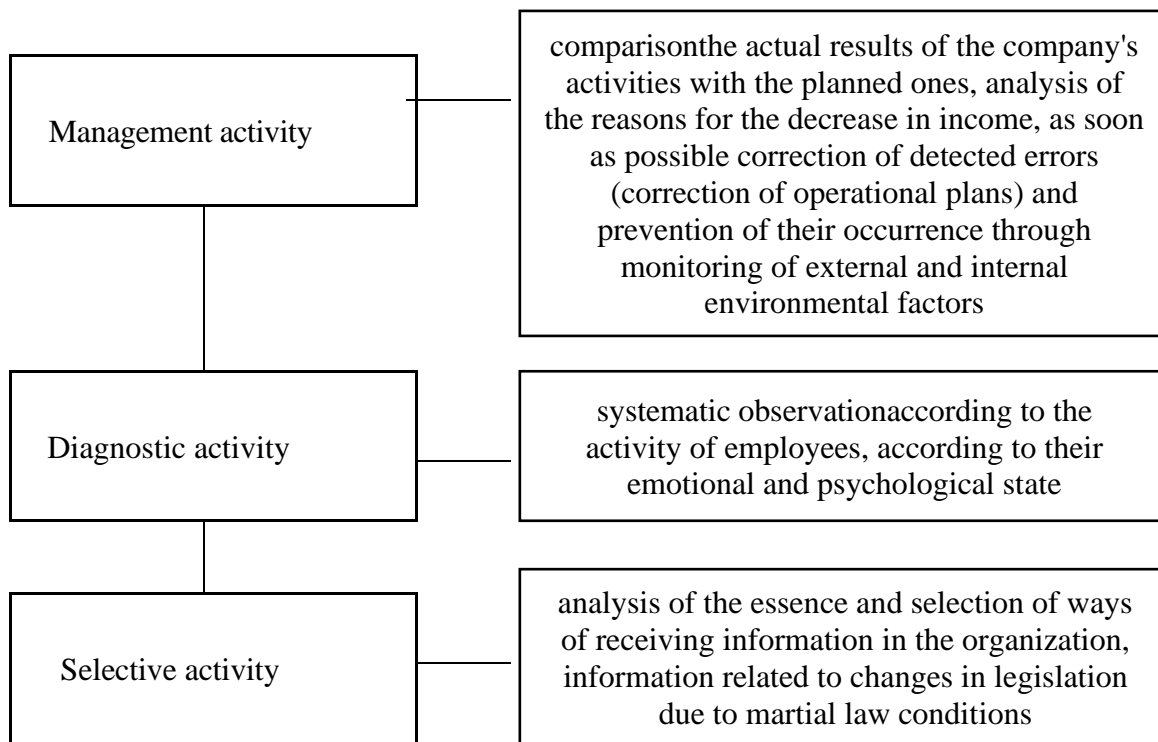 Management activity
comparisonthe actual results of the company's
activities with the planned ones, analysis of
the reasons for the decrease in income, as soon
as possible correction of detected errors
(correction of operational plans) and
prevention of their occurrence through
monitoring of external and internal
environmental factors
Diagnostic activity
systematic observationaccording to the
activity of employees, according to their
emotional and psychological state
Selective activity
analysis of the essence and selection of ways
of receiving information in the organization,
information related to changes in legislation
due to martial law conditions